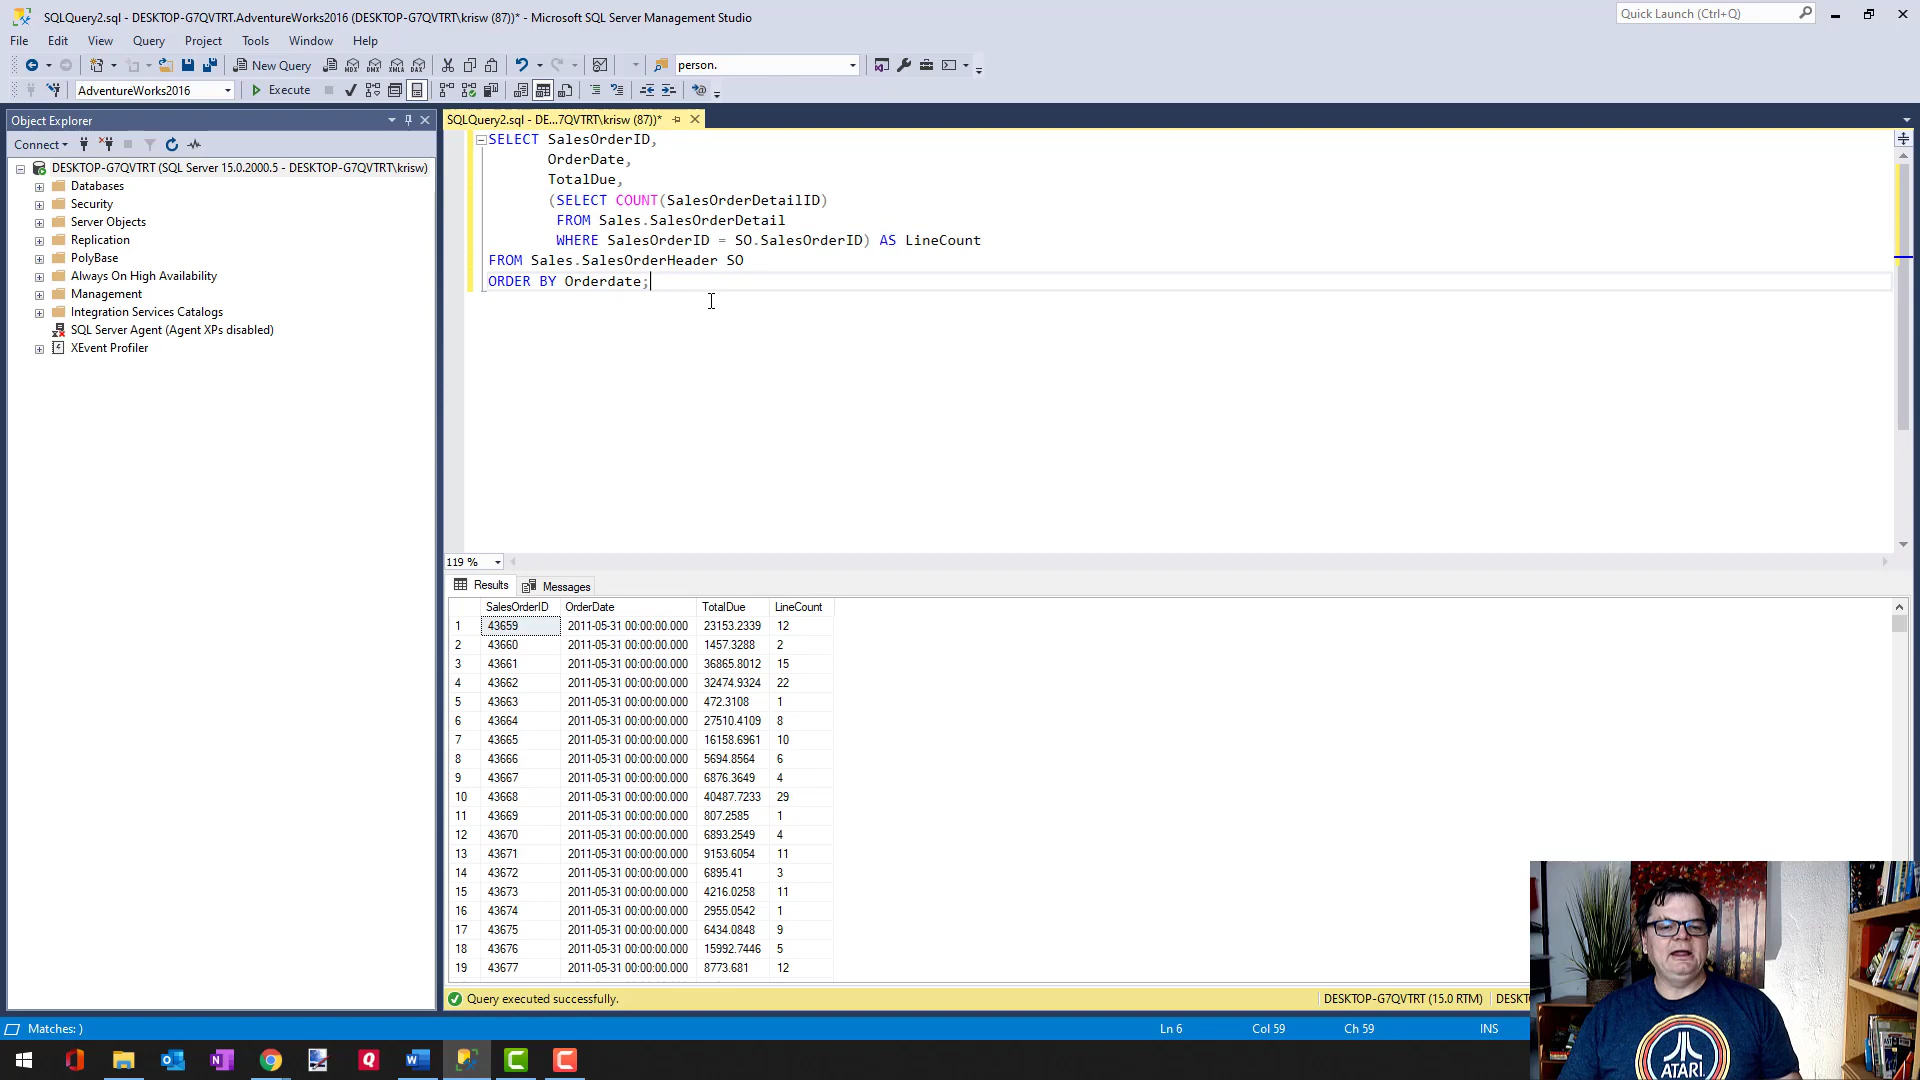 SQLQuery2.sql - DESKTOP-G7QVTRT.AdventureWorks2016 (DESKTOP-G7QVTRT\krisw (87))* - Microsoft SQL Server Management Studio
Quick Launch (Ctrl+Q)
File Edit View Query Project Tools Window Help
New Query
person.
AdventureWorks2016
Execute
Object Explorer
SQLQuery2.sql - DE...7QVTRT\krisw (87))*
Connect
DESKTOP-G7QVTRT (SQL Server 15.0.2000.5 - DESKTOP-G7QVTRT\krisw)
Databases
Security
Server Objects
Replication
PolyBase
Always On High Availability
Management
Integration Services Catalogs
SQL Server Agent (Agent XPs disabled)
XEvent Profiler
SELECT SalesOrderID,
OrderDate,
TotalDue,
(SELECT COUNT(SalesOrderDetailID)
FROM Sales.SalesOrderDetail
WHERE SalesOrderID = SO.SalesOrderID) AS LineCount
FROM Sales.SalesOrderHeader SO
ORDER BY Orderdate;
119 %
Results Messages
SalesOrderID OrderDate TotalDue LineCount
1 43659 2011-05-31 00:00:00.000 23153.2339 12
2 43660 2011-05-31 00:00:00.000 1457.3288 2
3 43661 2011-05-31 00:00:00.000 36865.8012 15
4 43662 2011-05-31 00:00:00.000 32474.9324 22
5 43663 2011-05-31 00:00:00.000 472.3108 1
6 43664 2011-05-31 00:00:00.000 27510.4109 8
7 43665 2011-05-31 00:00:00.000 16158.6961 10
8 43666 2011-05-31 00:00:00.000 5694.8564 6
9 43667 2011-05-31 00:00:00.000 6876.3649 4
10 43668 2011-05-31 00:00:00.000 40487.7233 29
11 43669 2011-05-31 00:00:00.000 807.2585 1
12 43670 2011-05-31 00:00:00.000 6893.2549 4
13 43671 2011-05-31 00:00:00.000 9153.6054 11
14 43672 2011-05-31 00:00:00.000 6895.41 3
15 43673 2011-05-31 00:00:00.000 4216.0258 11
16 43674 2011-05-31 00:00:00.000 2955.0542 1
17 43675 2011-05-31 00:00:00.000 6434.0848 9
18 43676 2011-05-31 00:00:00.000 15992.7446 5
19 43677 2011-05-31 00:00:00.000 8773.681 12
Query executed successfully.
DESKTOP-G7QVTRT (15.0 RTM) DESKT
Matches: )
Ln 6 Col 59 Ch 59 INS
ATARI